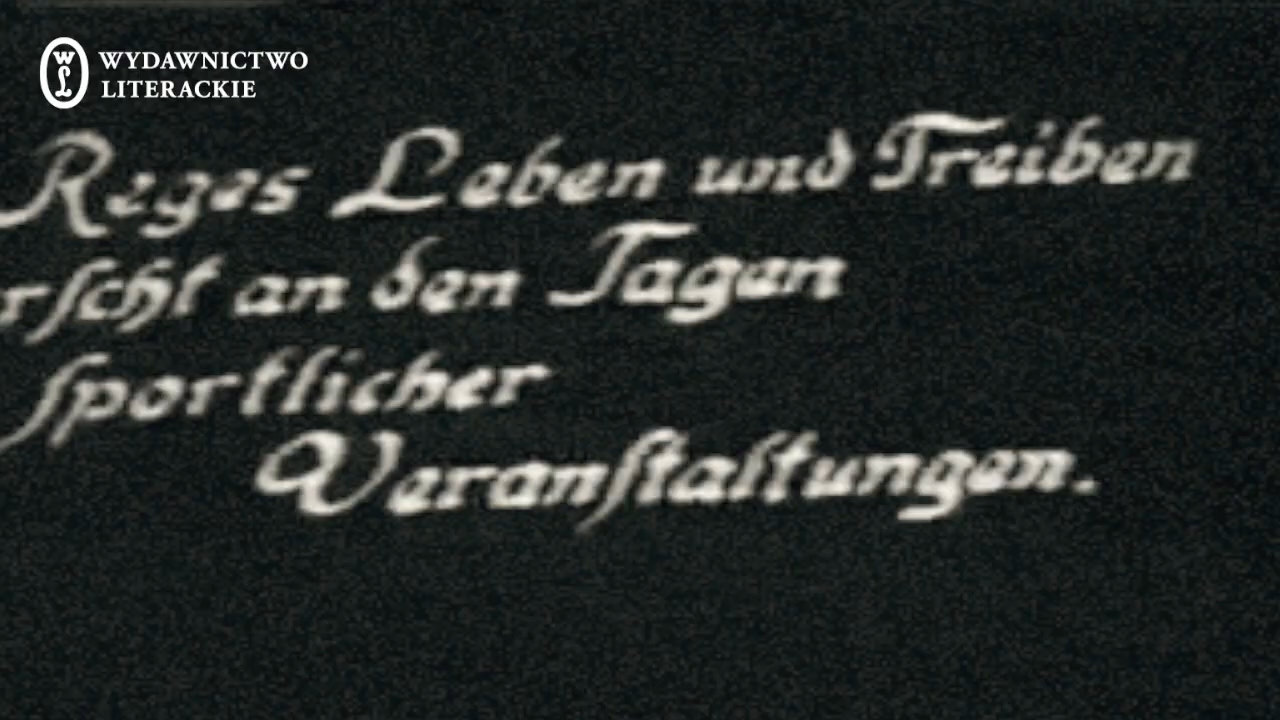 WYDAWNICTWO
LITERACKIE
Reges Leben und Treiben
rſcht an den Tagen
ſportlicher
Veranſtaltungen.